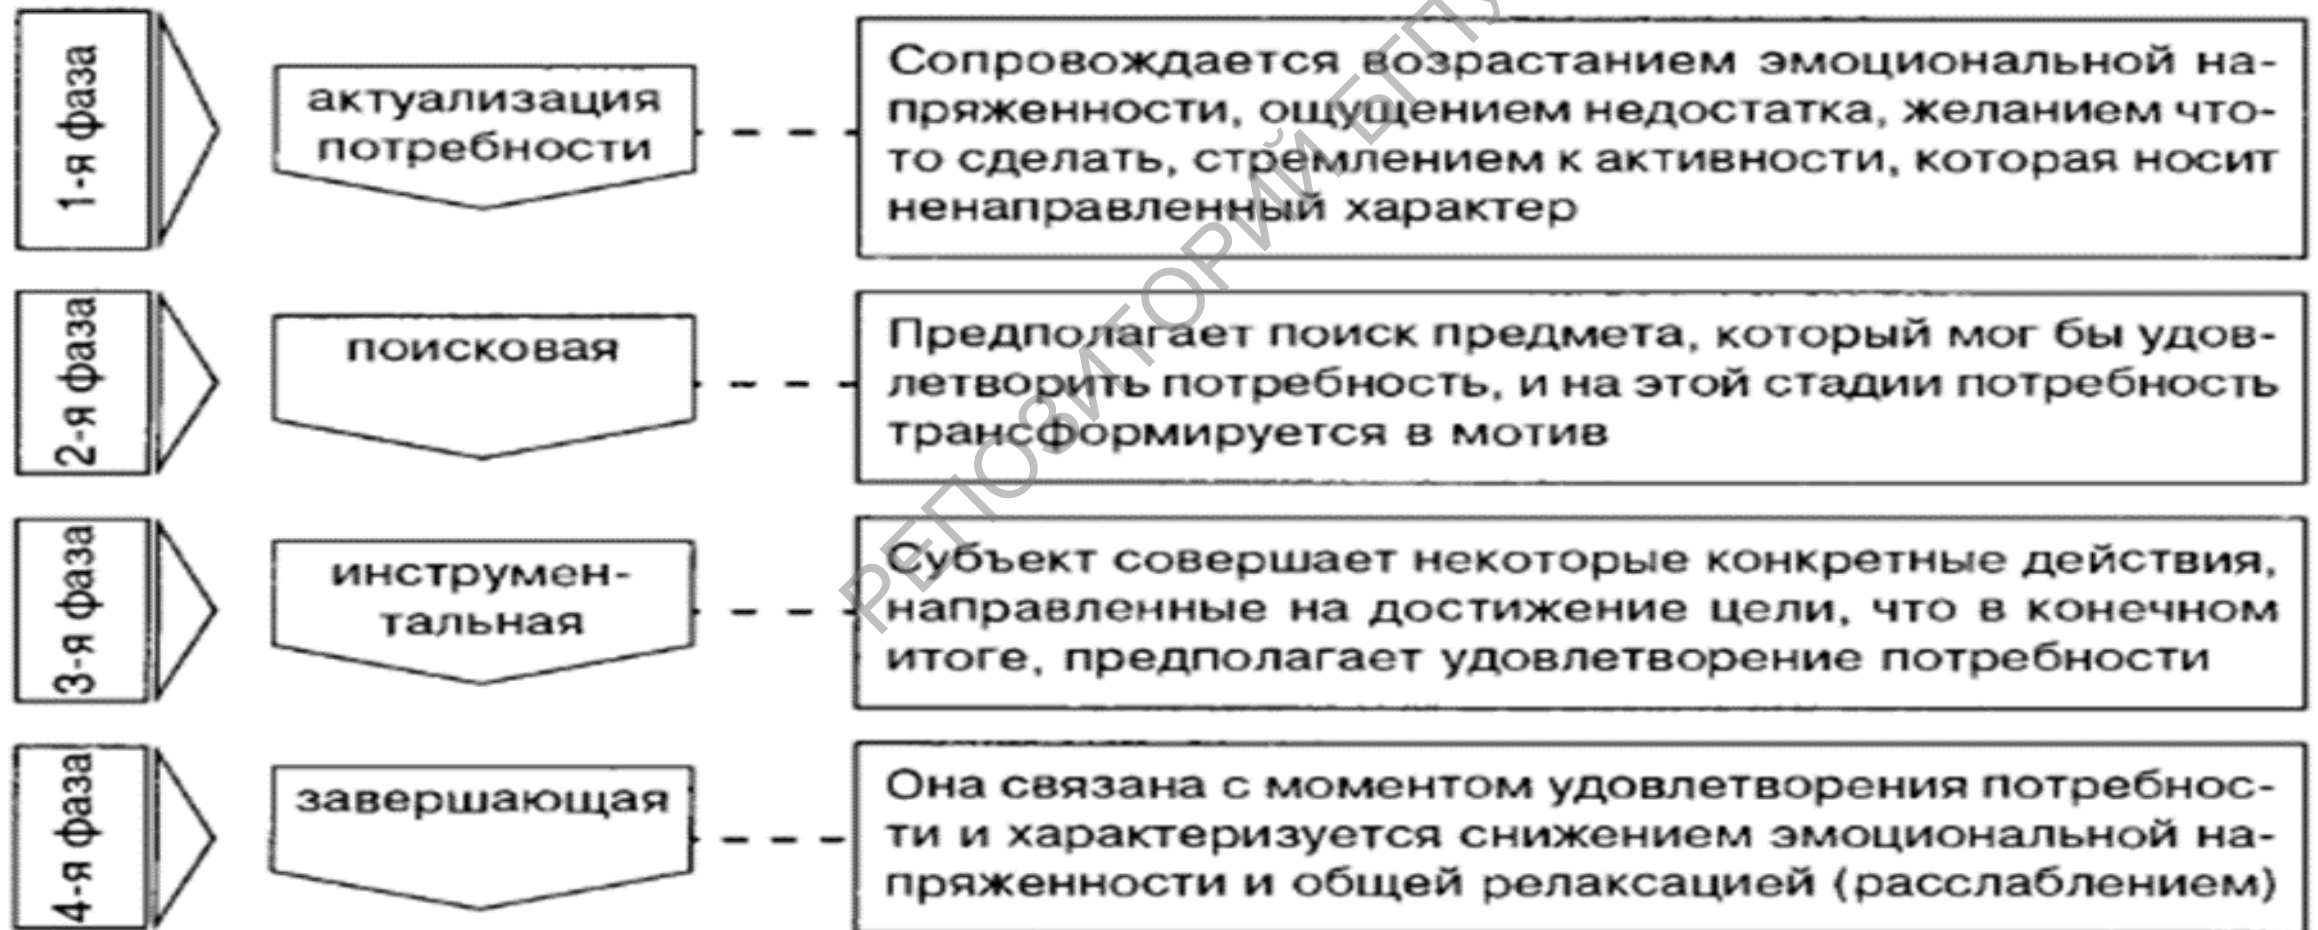 1-я фаза
актуализация
потребности
Сопровождается возрастанием эмоциональной на-
пряженности, ощущением недостатка, желанием что-
то сделать, стремлением к активности, которая носит
ненаправленный характер
2-я фаза
поисковая
Предполагает поиск предмета, который мог бы удов-
летворить потребность, и на этой стадии потребность
трансформируется в мотив
3-я фаза
инструмен-
тальная
Субъект совершает некоторые конкретные действия,
направленные на достижение цели, что в конечном
итоге, предполагает удовлетворение потребности
4-я фаза
завершающая
Она связана с моментом удовлетворения потребнос-
ти и характеризуется снижением эмоциональной на-
пряженности и общей релаксацией (расслаблением)
РЕПОЗИТОРИЙ БГПУ